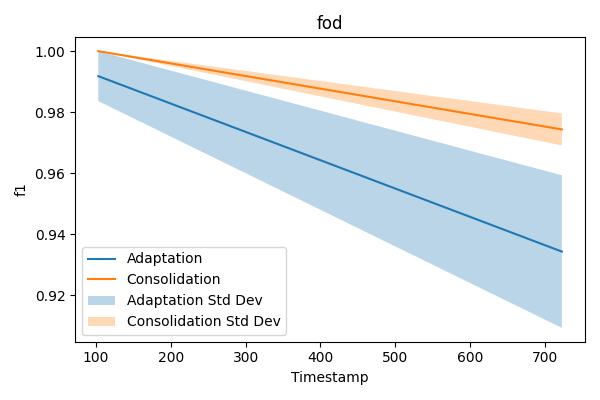 fod
f1
1.00
0.98
0.96
0.94
0.92
Adaptation
Consolidation
Adaptation Std Dev
Consolidation Std Dev
100 200 300 400 500 600 700
Timestamp